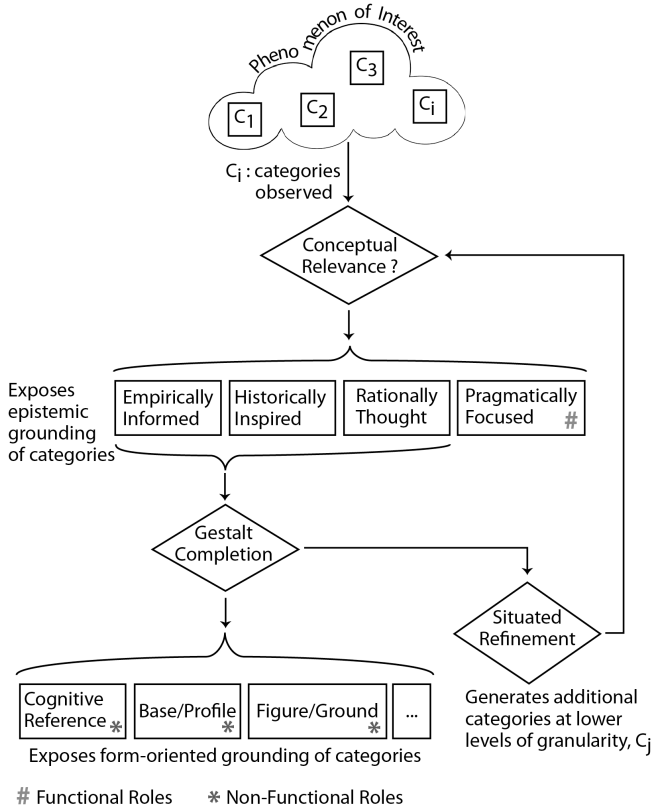 Pheno menon of Interest
C3
C1
C2
Ci
Ci : categories
observed
Conceptual
Relevance ?
Exposes
epistemic
grounding
of categories
Empirically
Informed
Historically
Inspired
Rationally
Thought
Pragmatically
Focused #
Gestalt
Completion
Situated
Refinement
Generates additional
categories at lower
levels of granularity, Cj
Cognitive
Reference *
Base/Profile
*
Figure/Ground
*
...
Exposes form-oriented grounding of categories
# Functional Roles * Non-Functional Roles